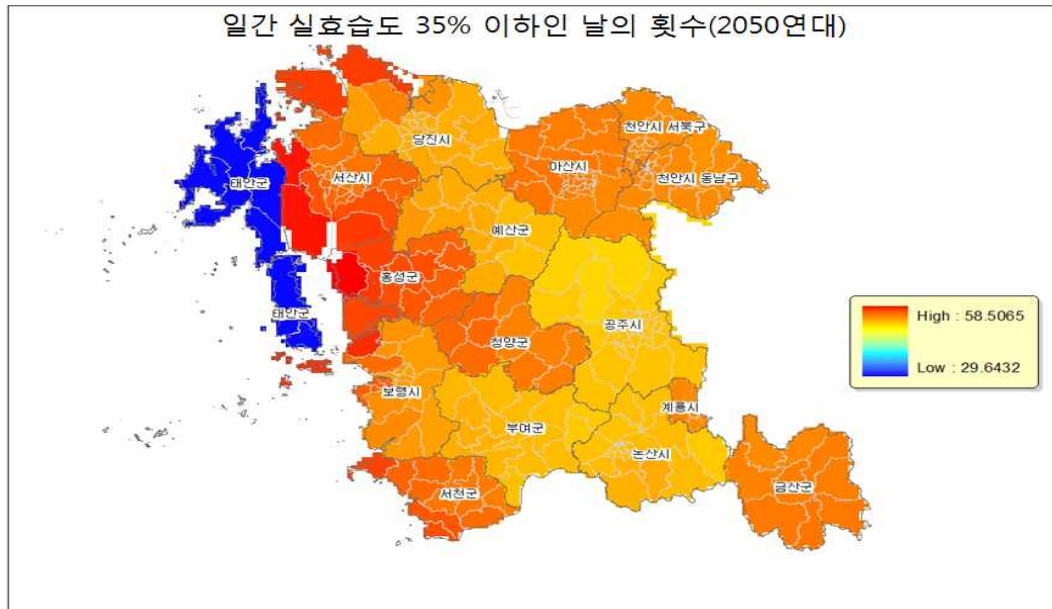 일간 실효습도 35% 이하인 날의 횟수(2050연대)
천안시 서북구
당진시
아산시
천안시 동남구
태안군
서산시
예산군
홍성군
태안군
공주시
청양군
보령시
계룡시
부여군
논산시
서천군
금산군
High : 58.5065
Low : 29.6432